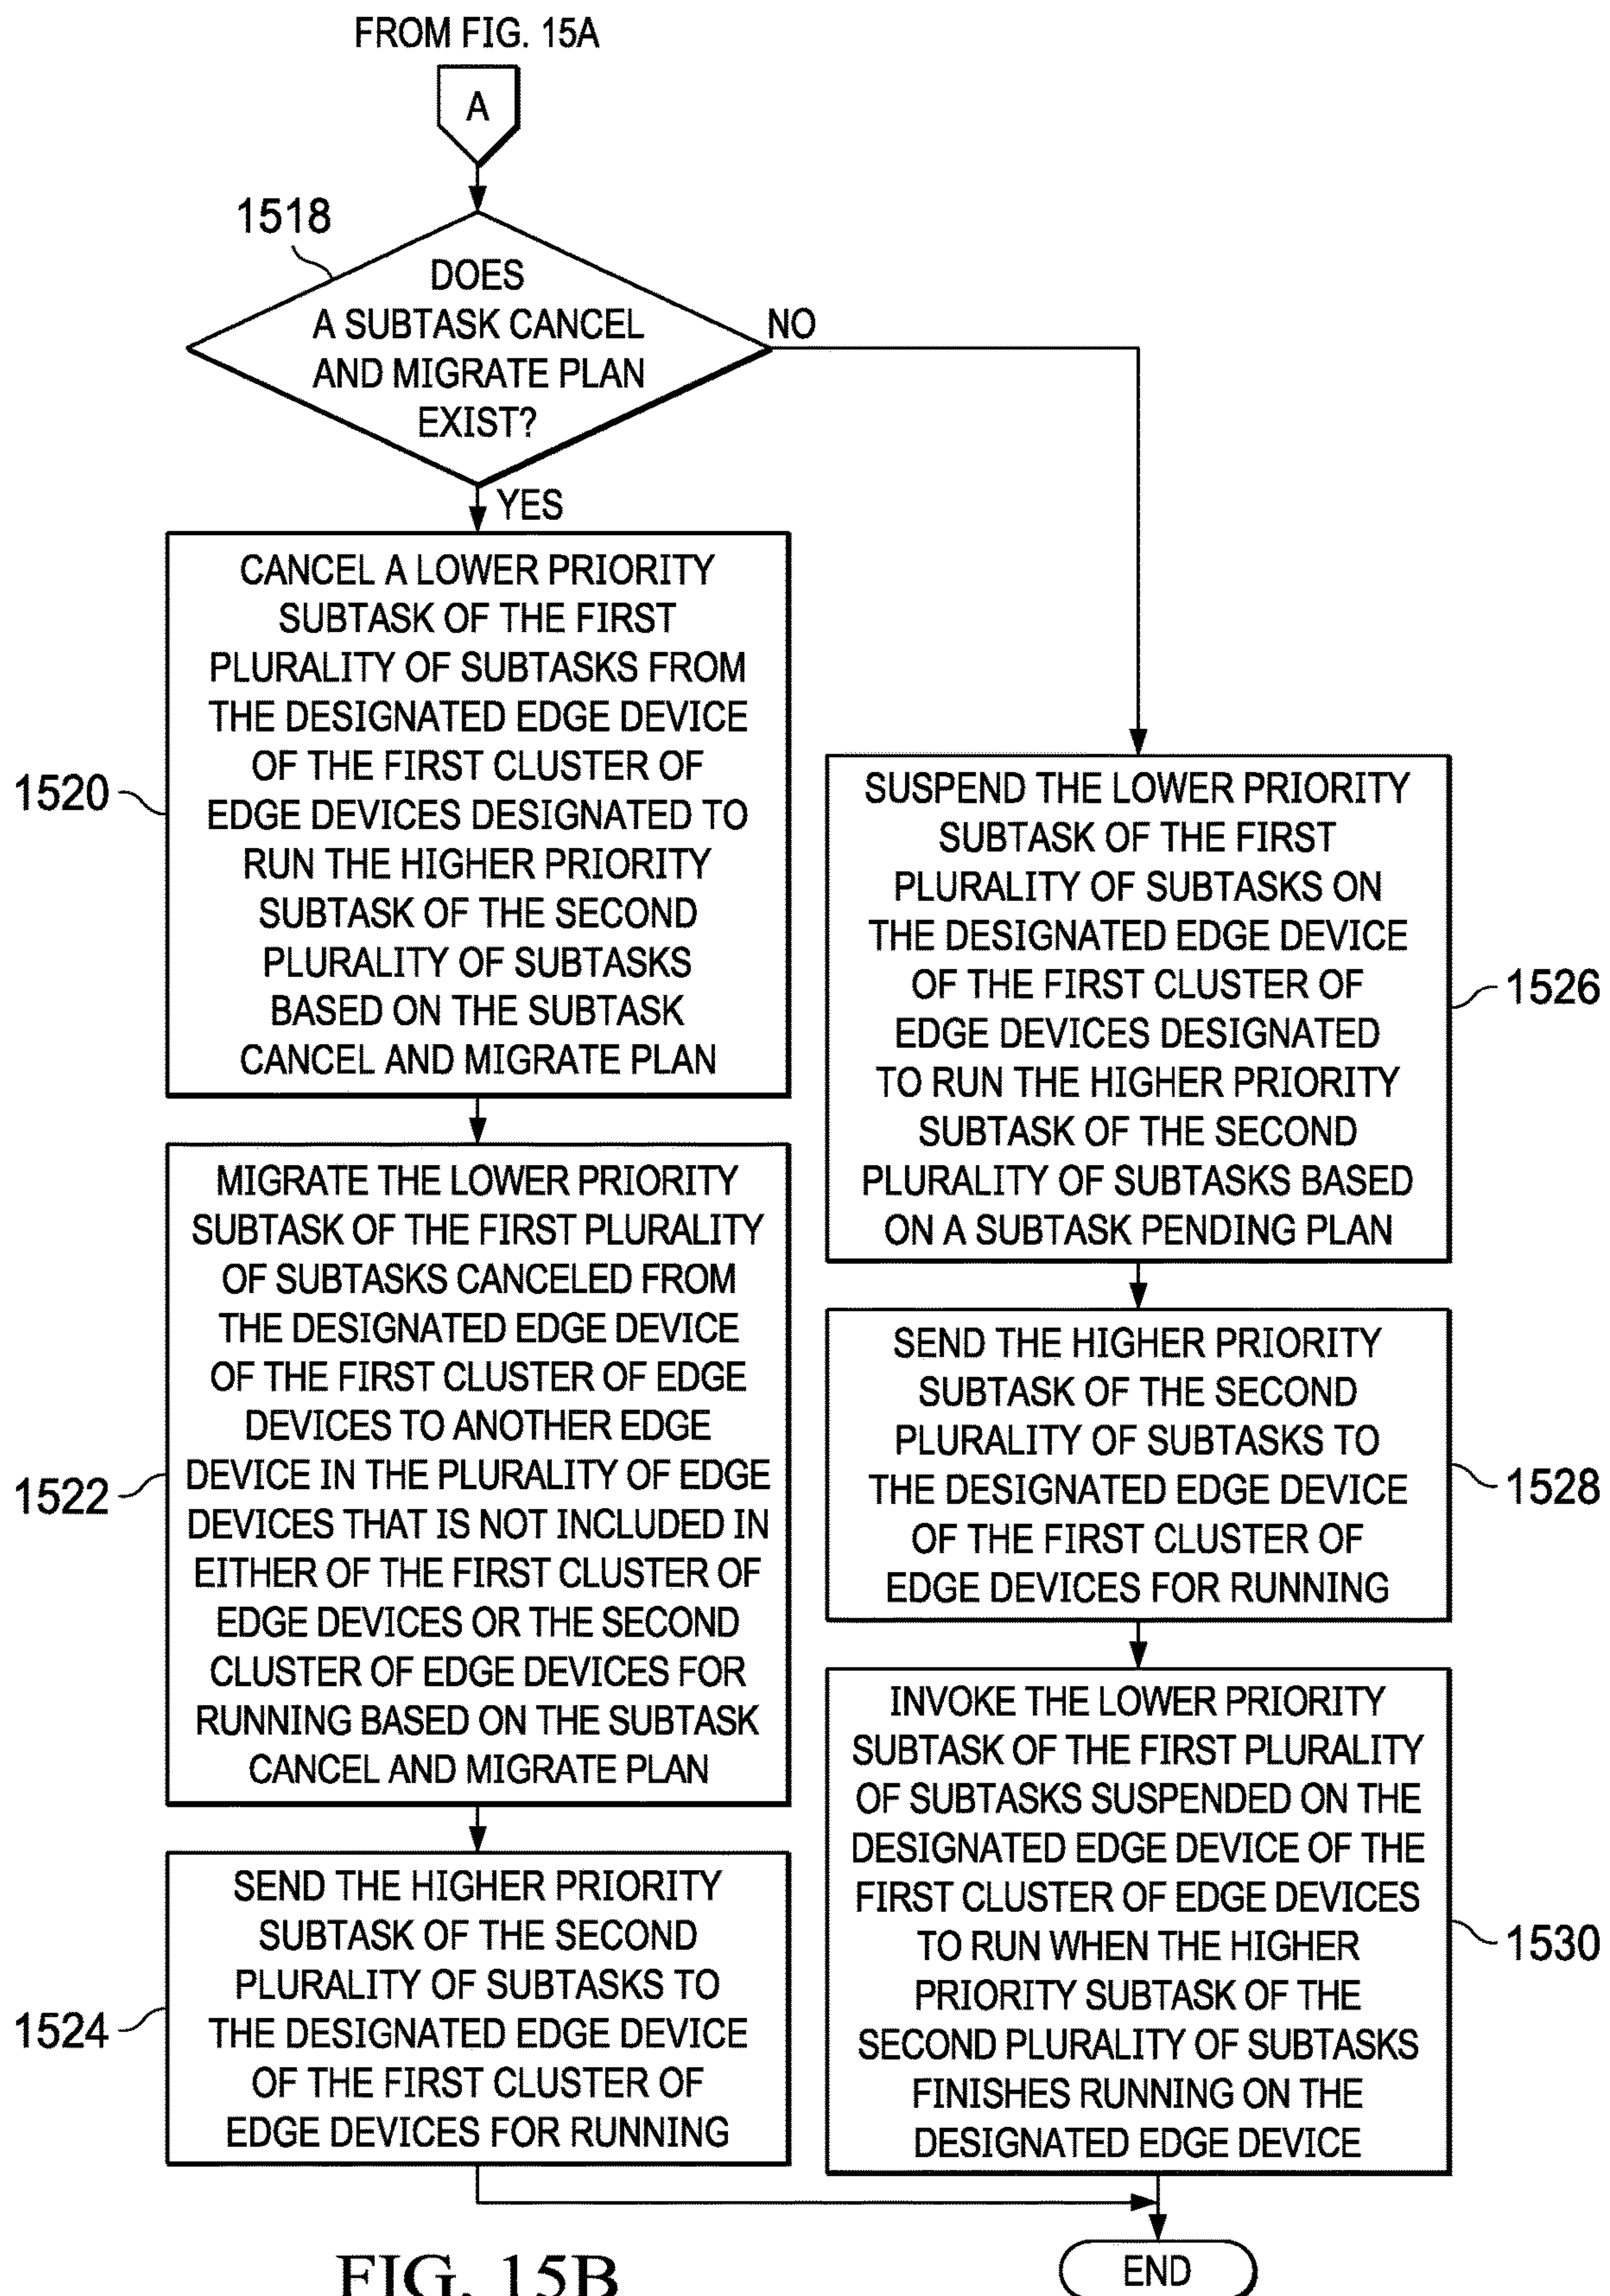 FROM FIG. 15A
A
1518
DOES
A SUBTASK CANCEL
AND MIGRATE PLAN
EXIST?
NO
YES
1520
CANCEL A LOWER PRIORITY
SUBTASK OF THE FIRST
PLURALITY OF SUBTASKS FROM
THE DESIGNATED EDGE DEVICE
OF THE FIRST CLUSTER OF
EDGE DEVICES DESIGNATED TO
RUN THE HIGHER PRIORITY
SUBTASK OF THE SECOND
PLURALITY OF SUBTASKS
BASED ON THE SUBTASK
CANCEL AND MIGRATE PLAN
1522
MIGRATE THE LOWER PRIORITY
SUBTASK OF THE FIRST PLURALITY
OF SUBTASKS CANCELED FROM
THE DESIGNATED EDGE DEVICE
OF THE FIRST CLUSTER OF EDGE
DEVICES TO ANOTHER EDGE
DEVICE IN THE PLURALITY OF EDGE
DEVICES THAT IS NOT INCLUDED IN
EITHER OF THE FIRST CLUSTER OF
EDGE DEVICES OR THE SECOND
CLUSTER OF EDGE DEVICES FOR
RUNNING BASED ON THE SUBTASK
CANCEL AND MIGRATE PLAN
1524
SEND THE HIGHER PRIORITY
SUBTASK OF THE SECOND
PLURALITY OF SUBTASKS TO
THE DESIGNATED EDGE DEVICE
OF THE FIRST CLUSTER OF
EDGE DEVICES FOR RUNNING
SUSPEND THE LOWER PRIORITY
SUBTASK OF THE FIRST
PLURALITY OF SUBTASKS ON
THE DESIGNATED EDGE DEVICE
OF THE FIRST CLUSTER OF
EDGE DEVICES DESIGNATED
TO RUN THE HIGHER PRIORITY
SUBTASK OF THE SECOND
PLURALITY OF SUBTASKS BASED
ON A SUBTASK PENDING PLAN
1526
SEND THE HIGHER PRIORITY
SUBTASK OF THE SECOND
PLURALITY OF SUBTASKS TO
THE DESIGNATED EDGE DEVICE
OF THE FIRST CLUSTER OF
EDGE DEVICES FOR RUNNING
1528
INVOKE THE LOWER PRIORITY
SUBTASK OF THE FIRST PLURALITY
OF SUBTASKS SUSPENDED ON THE
DESIGNATED EDGE DEVICE OF THE
FIRST CLUSTER OF EDGE DEVICES
TO RUN WHEN THE HIGHER
PRIORITY SUBTASK OF THE
SECOND PLURALITY OF SUBTASKS
FINISHES RUNNING ON THE
DESIGNATED EDGE DEVICE
1530
END
FIG. 15B